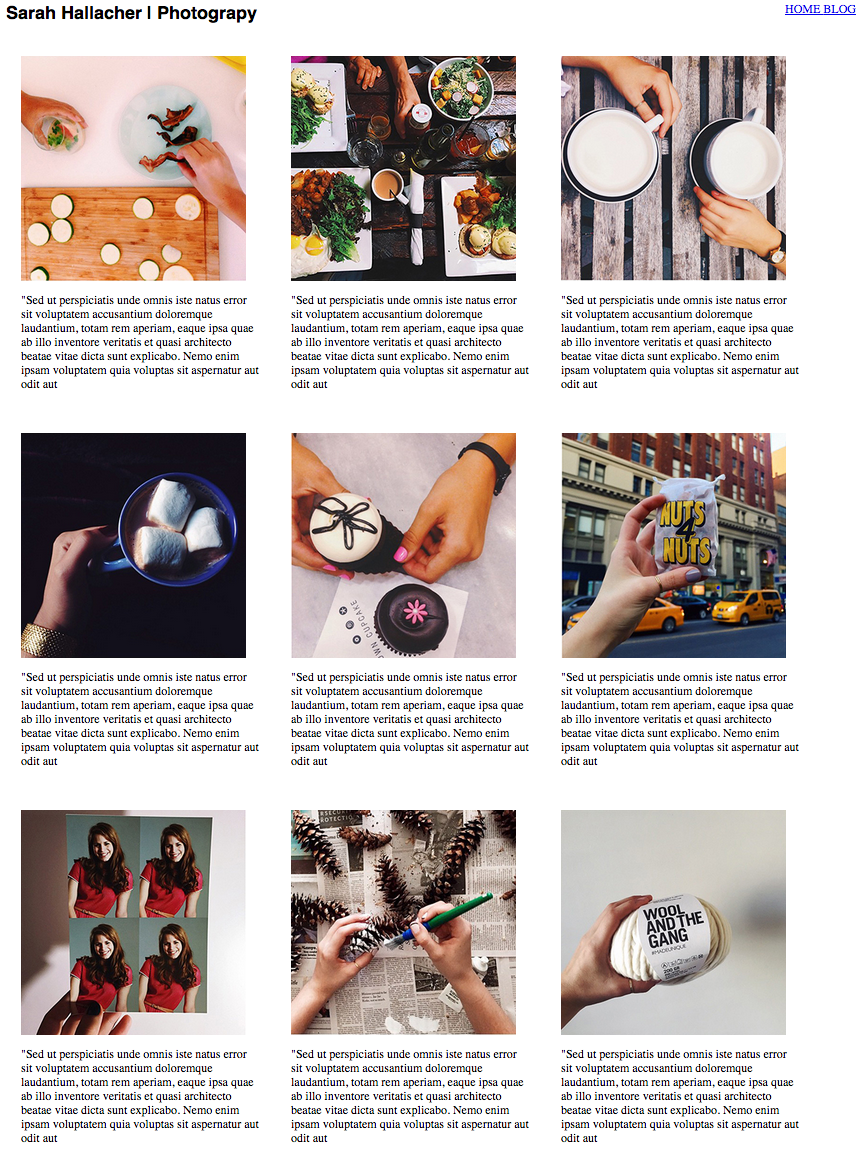 Sarah Hallacher | Photograpy
HOME BLOG
"Sed ut perspiciatis unde omnis iste natus error
sit voluptatem accusantium doloremque
laudantium, totam rem aperiam, eaque ipsa quae
ab illo inventore veritatis et quasi architecto
beatae vitae dicta sunt explicabo. Nemo enim
ipsam voluptatem quia voluptas sit aspernatur aut
odit aut
"Sed ut perspiciatis unde omnis iste natus error
sit voluptatem accusantium doloremque
laudantium, totam rem aperiam, eaque ipsa quae
ab illo inventore veritatis et quasi architecto
beatae vitae dicta sunt explicabo. Nemo enim
ipsam voluptatem quia voluptas sit aspernatur aut
odit aut
"Sed ut perspiciatis unde omnis iste natus error
sit voluptatem accusantium doloremque
laudantium, totam rem aperiam, eaque ipsa quae
ab illo inventore veritatis et quasi architecto
beatae vitae dicta sunt explicabo. Nemo enim
ipsam voluptatem quia voluptas sit aspernatur aut
odit aut
OWN CUPCAKE
NUTS
4
NUTS
"Sed ut perspiciatis unde omnis iste natus error
sit voluptatem accusantium doloremque
laudantium, totam rem aperiam, eaque ipsa quae
ab illo inventore veritatis et quasi architecto
beatae vitae dicta sunt explicabo. Nemo enim
ipsam voluptatem quia voluptas sit aspernatur aut
odit aut
"Sed ut perspiciatis unde omnis iste natus error
sit voluptatem accusantium doloremque
laudantium, totam rem aperiam, eaque ipsa quae
ab illo inventore veritatis et quasi architecto
beatae vitae dicta sunt explicabo. Nemo enim
ipsam voluptatem quia voluptas sit aspernatur aut
odit aut
"Sed ut perspiciatis unde omnis iste natus error
sit voluptatem accusantium doloremque
laudantium, totam rem aperiam, eaque ipsa quae
ab illo inventore veritatis et quasi architecto
beatae vitae dicta sunt explicabo. Nemo enim
ipsam voluptatem quia voluptas sit aspernatur aut
odit aut
WOOL
AND THE
GANG
#MADEUNIQUE
200 GR
"Sed ut perspiciatis unde omnis iste natus error
sit voluptatem accusantium doloremque
laudantium, totam rem aperiam, eaque ipsa quae
ab illo inventore veritatis et quasi architecto
beatae vitae dicta sunt explicabo. Nemo enim
ipsam voluptatem quia voluptas sit aspernatur aut
odit aut
"Sed ut perspiciatis unde omnis iste natus error
sit voluptatem accusantium doloremque
laudantium, totam rem aperiam, eaque ipsa quae
ab illo inventore veritatis et quasi architecto
beatae vitae dicta sunt explicabo. Nemo enim
ipsam voluptatem quia voluptas sit aspernatur aut
odit aut
"Sed ut perspiciatis unde omnis iste natus error
sit voluptatem accusantium doloremque
laudantium, totam rem aperiam, eaque ipsa quae
ab illo inventore veritatis et quasi architecto
beatae vitae dicta sunt explicabo. Nemo enim
ipsam voluptatem quia voluptas sit aspernatur aut
odit aut